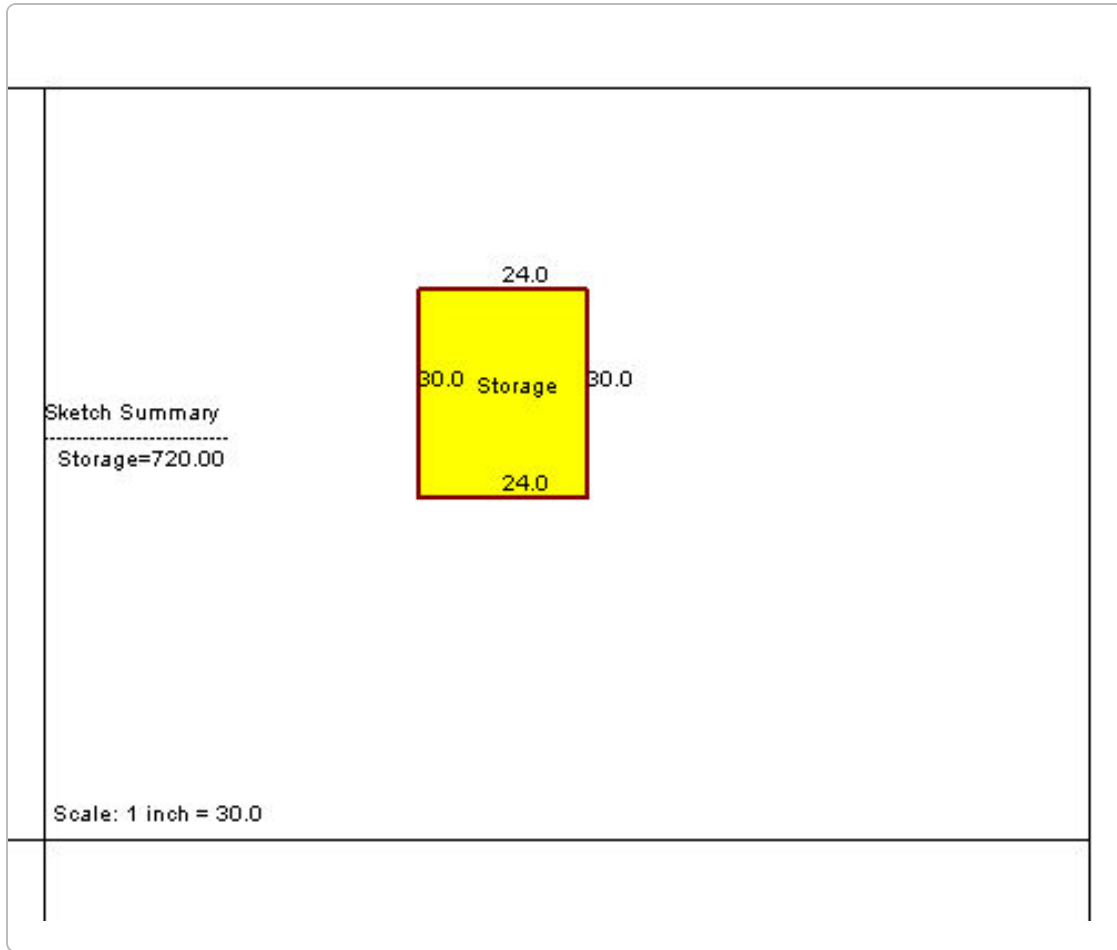 24.0
30.0 Storage 30.0
Sketch Summary
Storage=720.00
24.0
Scale: 1 inch = 30.0